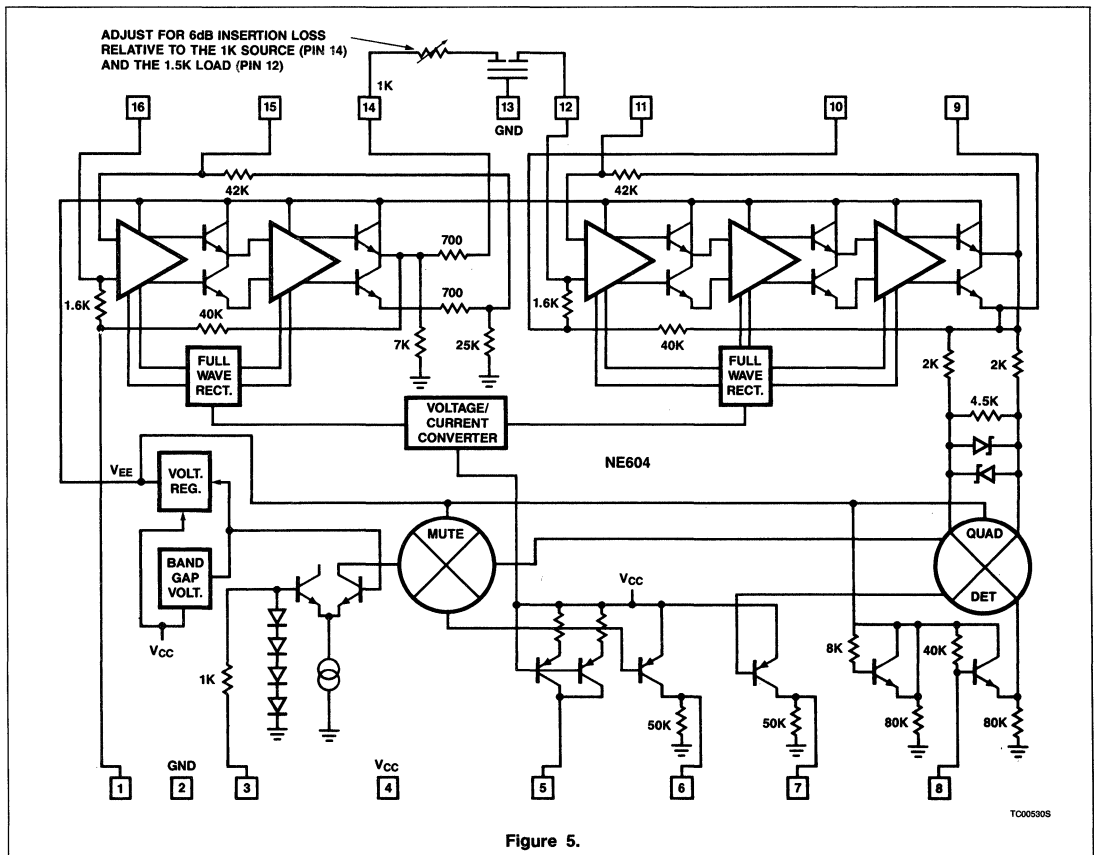 ADJUST FOR 6dB INSERTION LOSS
RELATIVE TO THE 1K SOURCE (PIN 14)
AND THE 1.5K LOAD (PIN 12)
1K
16
15
14
13
12
11
10
9
GND
42K
42K
700
700
1.6K
40K
7K
25K
1.6K
40K
2K
2K
4.5K
FULL
WAVE
RECT.
FULL
WAVE
RECT.
VOLTAGE/
CURRENT
CONVERTER
NE604
VEE
VOLT.
REG.
MUTE
QUAD
DET
BAND
GAP
VOLT.
VCC
VCC
1K
8K
40K
50K
50K
80K
80K
GND
VCC
1
2
3
4
5
6
7
8
TC00530S
Figure 5.